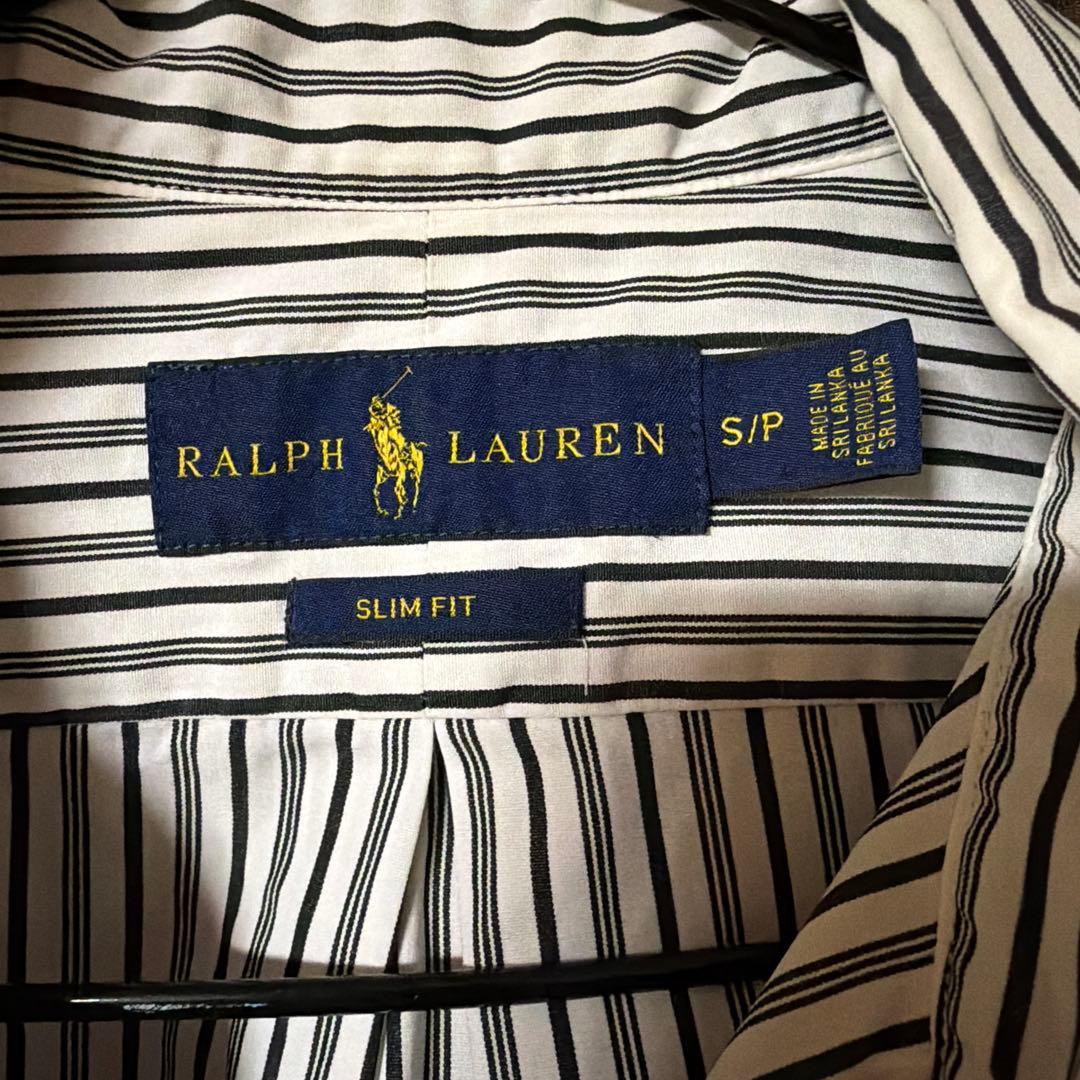 RALPH LAUREN
S/P
MADE IN
SRI LANKA
FABRIQUÉ AU
SRI LANKA
SLIM FIT